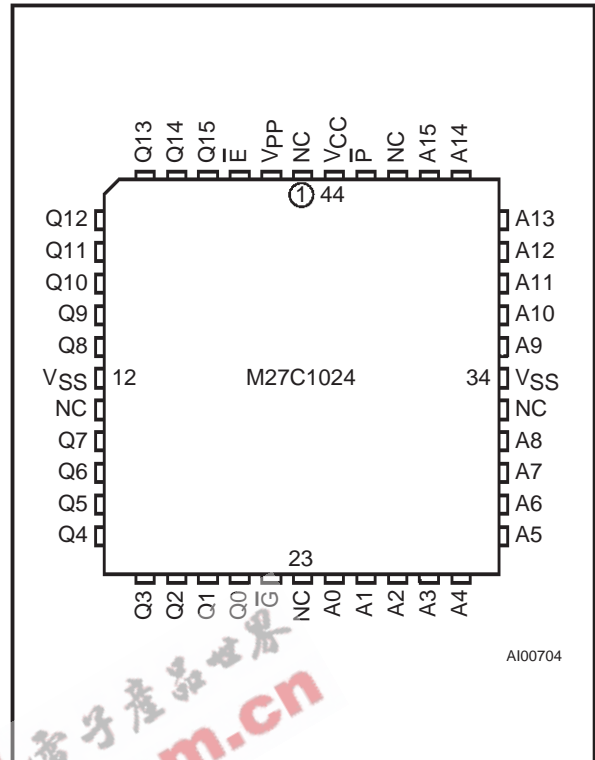 Q13 Q14 Q15 E̅ VPP NC VCC P̅ NC A15 A14
1 44
Q12 A13
Q11 A12
Q10 A11
Q9 A10
Q8 A9
VSS 12 M27C1024 34 VSS
NC NC
Q7 A8
Q6 A7
Q5 A6
Q4 A5
23
Q3 Q2 Q1 Q0 G̅ NC A0 A1 A2 A3 A4
AI00704
電子產品世界
m.cn